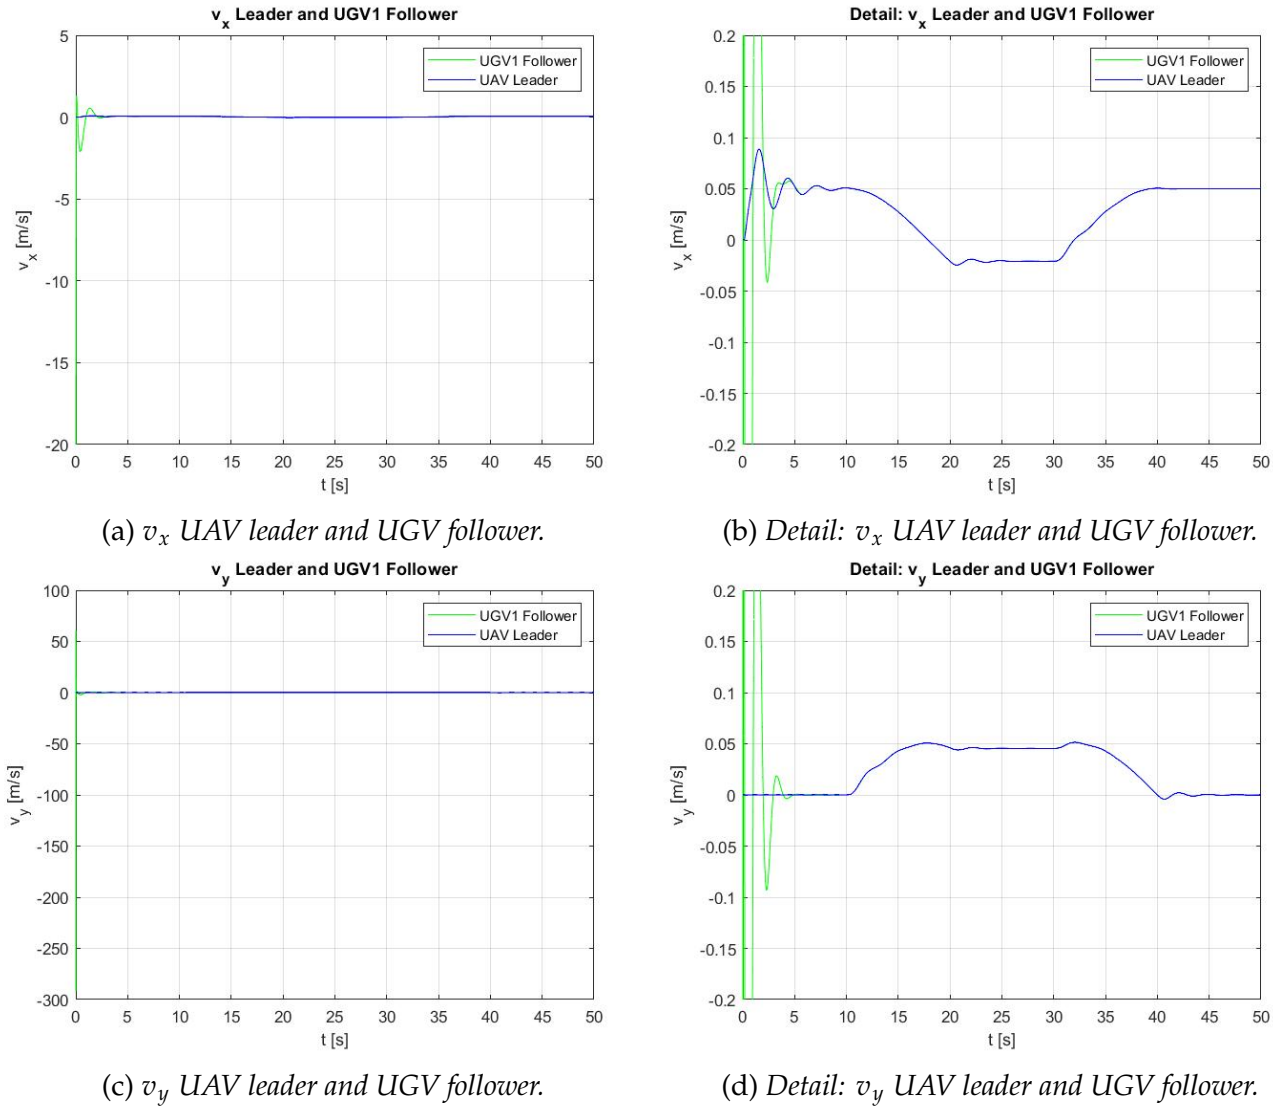 v_x Leader and UGV1 Follower
5
0
-5
-10
-15
-20
v_x [m/s]
UGV1 Follower
UAV Leader
0 5 10 15 20 25 30 35 40 45 50
t [s]
(a) v_x UAV leader and UGV follower.
Detail: v_x Leader and UGV1 Follower
0.2
0.15
0.1
0.05
0
-0.05
-0.1
-0.15
-0.2
v_x [m/s]
UGV1 Follower
UAV Leader
0 5 10 15 20 25 30 35 40 45 50
t [s]
(b) Detail: v_x UAV leader and UGV follower.
v_y Leader and UGV1 Follower
100
50
0
-50
-100
-150
-200
-250
-300
v_y [m/s]
UGV1 Follower
UAV Leader
0 5 10 15 20 25 30 35 40 45 50
t [s]
(c) v_y UAV leader and UGV follower.
Detail: v_y Leader and UGV1 Follower
0.2
0.15
0.1
0.05
0
-0.05
-0.1
-0.15
-0.2
v_y [m/s]
UGV1 Follower
UAV Leader
0 5 10 15 20 25 30 35 40 45 50
t [s]
(d) Detail: v_y UAV leader and UGV follower.